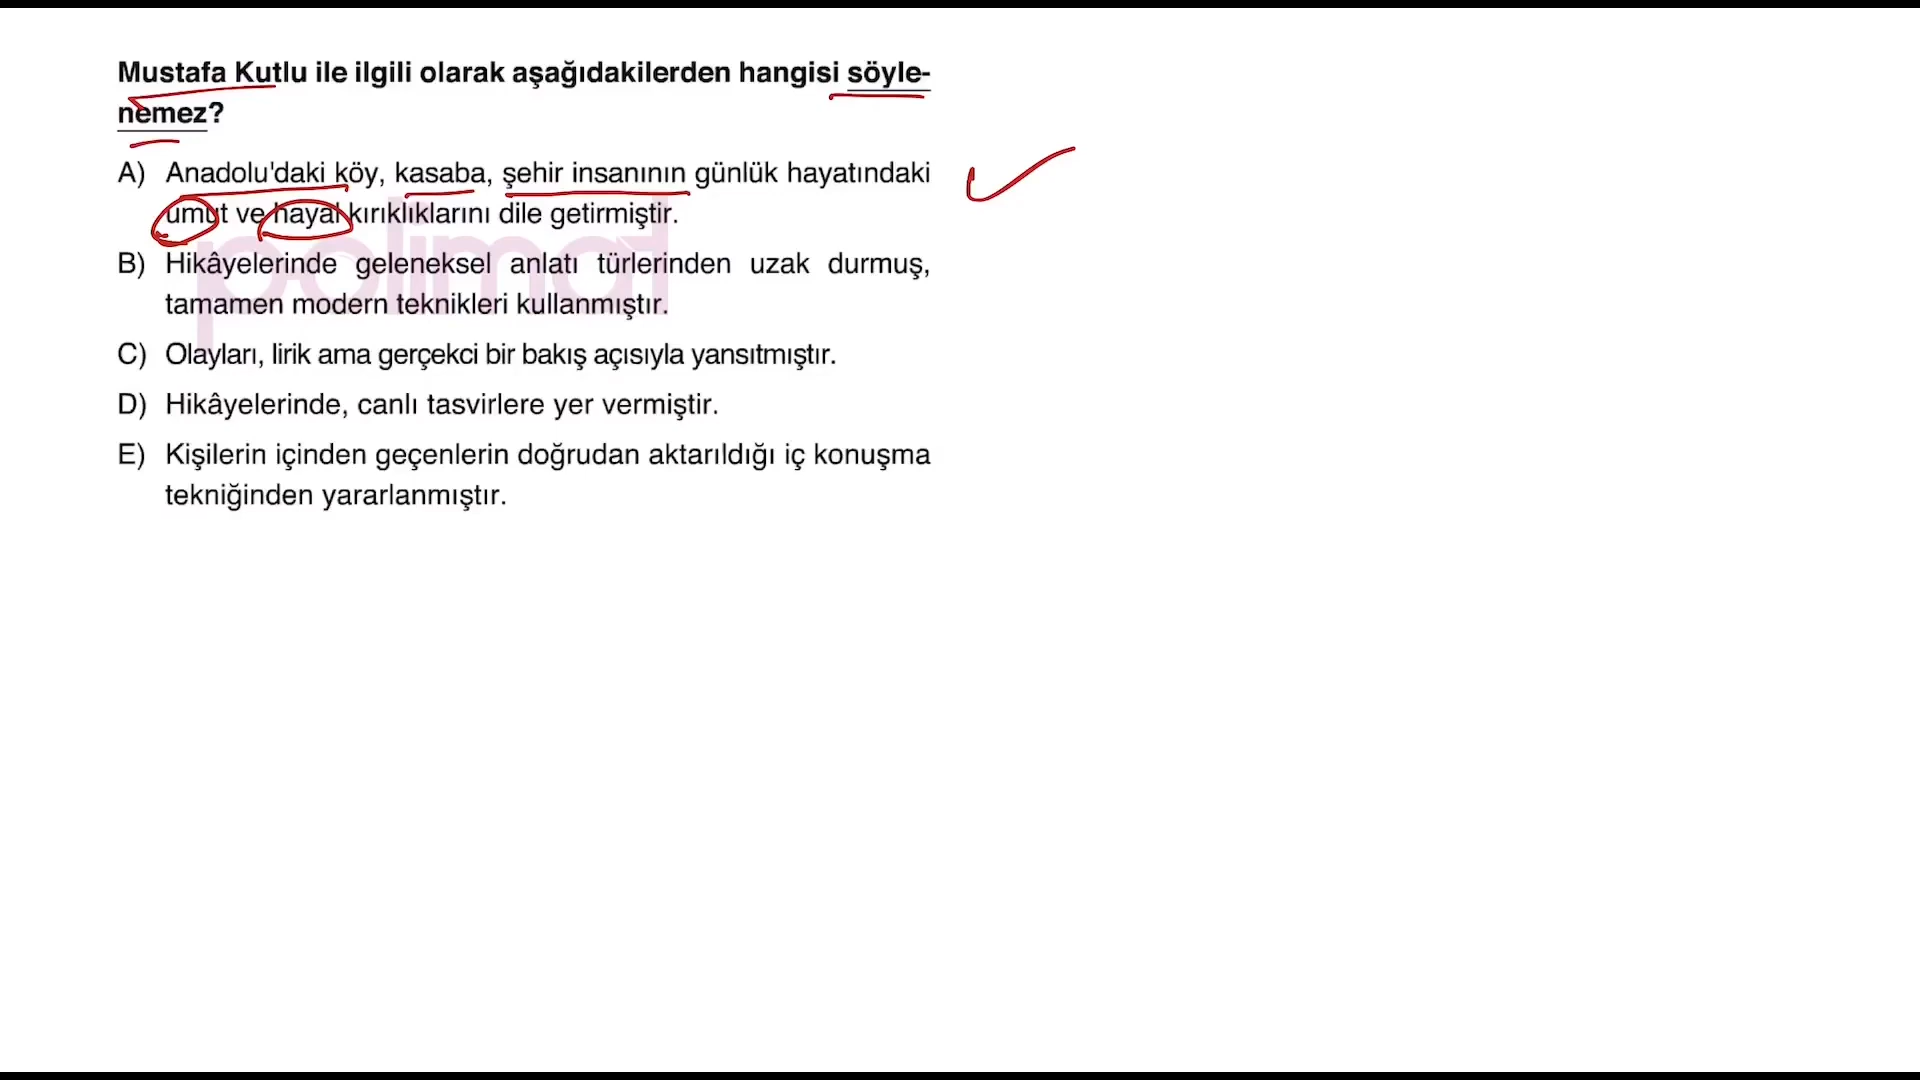 Mustafa Kutlu ile ilgili olarak aşağıdakilerden hangisi söyle-
nemez?
A) Anadolu'daki köy, kasaba, şehir insanının günlük hayatındaki
umut ve hayal kırıklıklarını dile getirmiştir.
B) Hikâyelerinde geleneksel anlatı türlerinden uzak durmuş,
tamamen modern teknikleri kullanmıştır.
C) Olayları, lirik ama gerçekci bir bakış açısıyla yansıtmıştır.
D) Hikâyelerinde, canlı tasvirlere yer vermiştir.
E) Kişilerin içinden geçenlerin doğrudan aktarıldığı iç konuşma
tekniğinden yararlanmıştır.
polimat